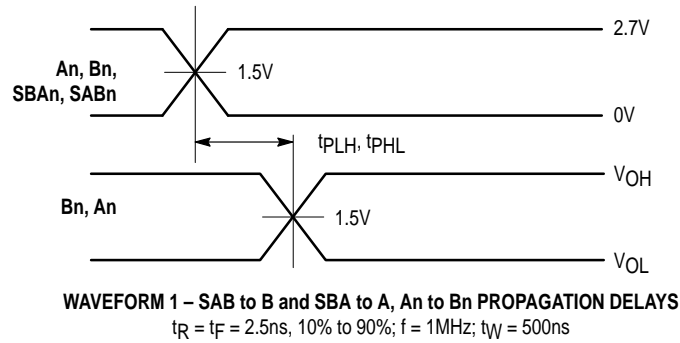 2.7V
An, Bn,
SBAn, SABn
1.5V
0V
tPLH, tPHL
VOH
Bn, An
1.5V
VOL
WAVEFORM 1 – SAB to B and SBA to A, An to Bn PROPAGATION DELAYS
tR = tF = 2.5ns, 10% to 90%; f = 1MHz; tW = 500ns